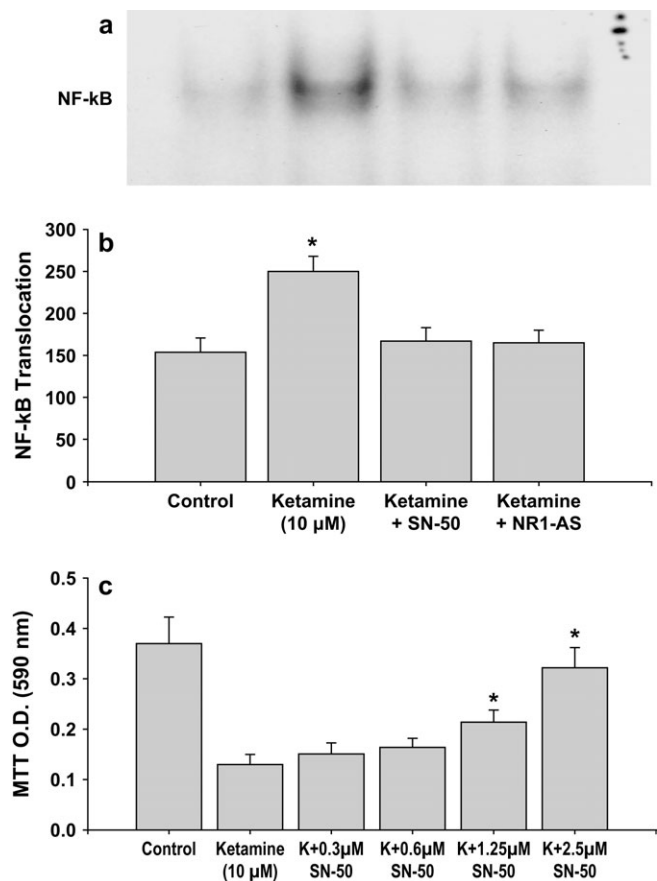 a
NF-kB
b
NF-kB Translocation
300
250
200
150
100
50
0
*
Control
Ketamine
(10 µM)
Ketamine
+ SN-50
Ketamine
+ NR1-AS
c
MTT O.D. (590 nm)
0.5
0.4
0.3
0.2
0.1
0.0
*
*
Control
Ketamine
(10 µM)
K+0.3µM
SN-50
K+0.6µM
SN-50
K+1.25µM
SN-50
K+2.5µM
SN-50